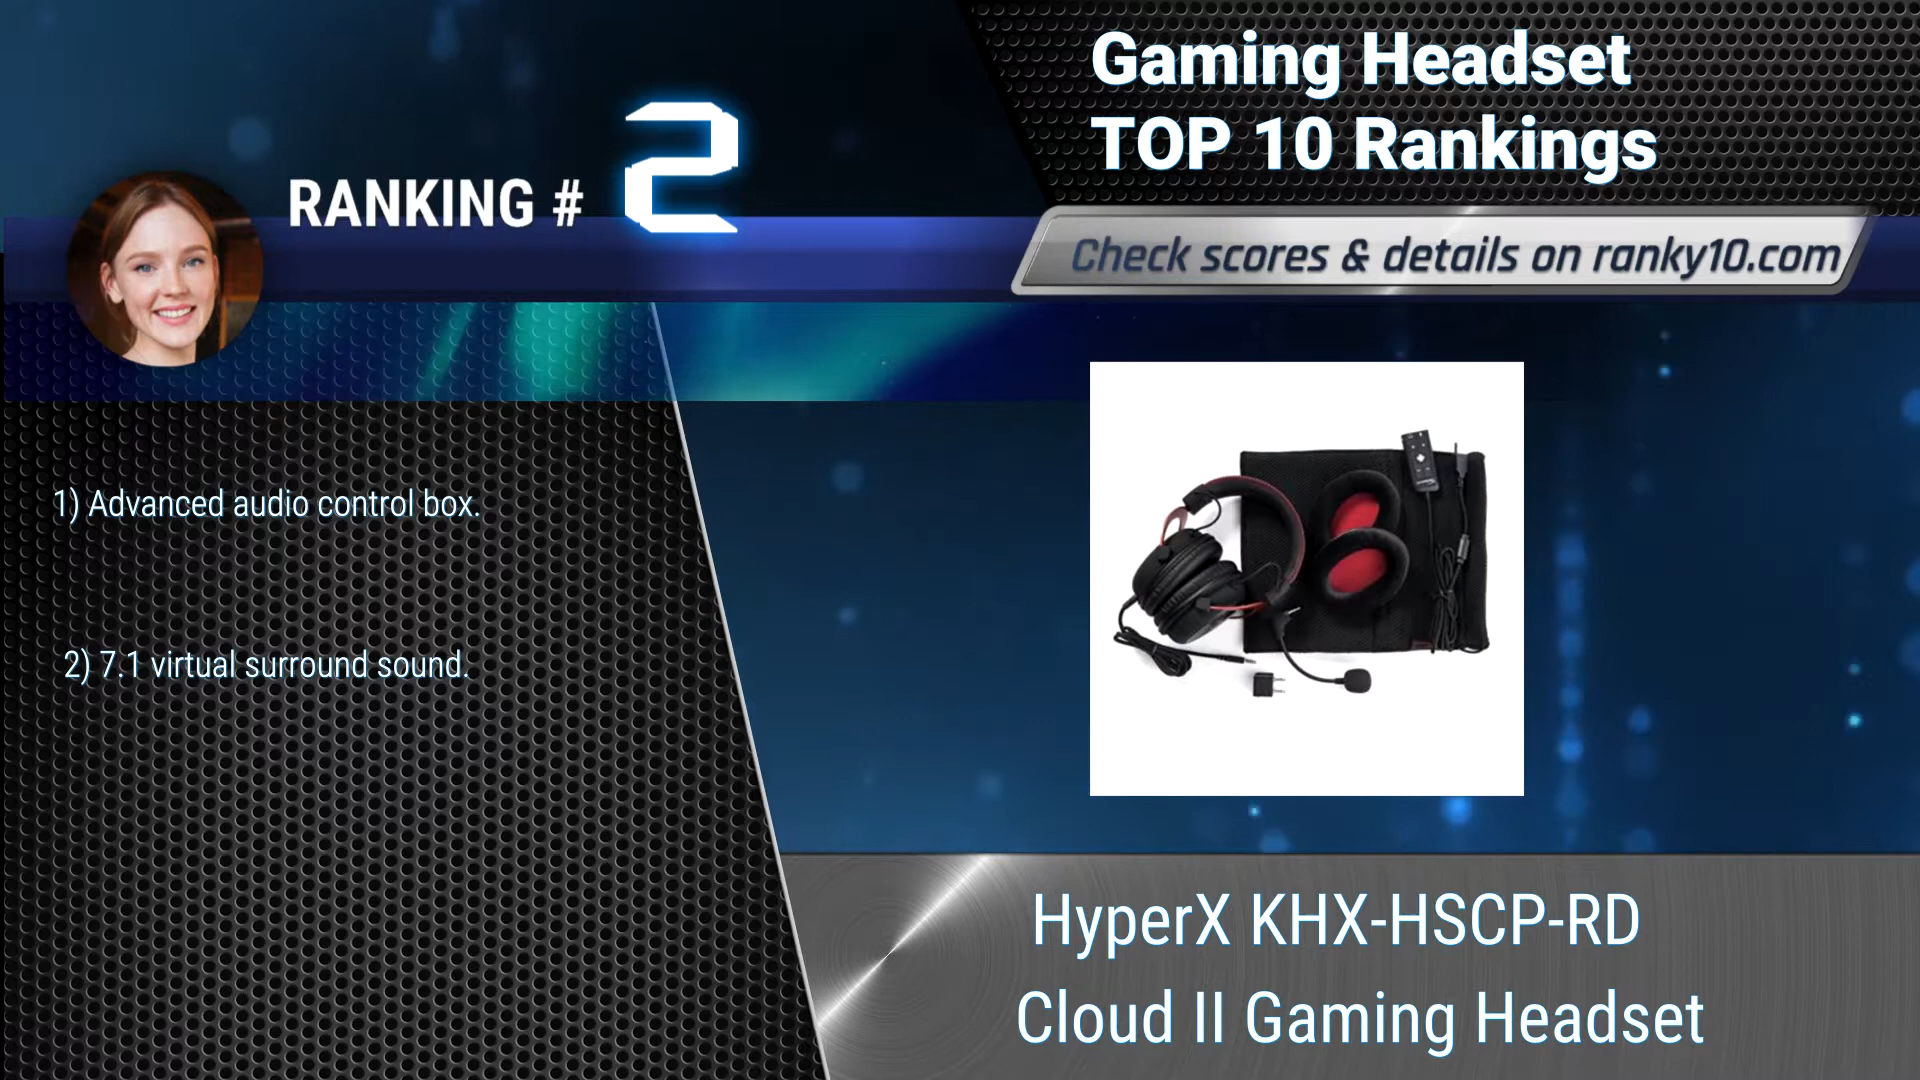 Gaming Headset
TOP 10 Rankings
RANKING # 2
Check scores & details on ranky10.com
1) Advanced audio control box.
2) 7.1 virtual surround sound.
HyperX KHX-HSCP-RD
Cloud II Gaming Headset